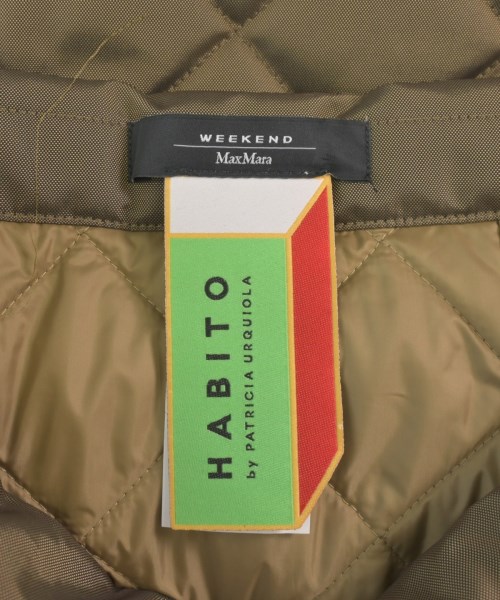 WEEKEND
MaxMara
HABITO
by PATRICIA URQUIOLA